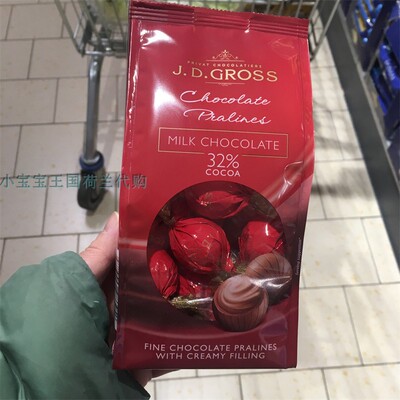 PRIVAT CHOCOLATIERS
J. D. GROSS
Chocolate
Pralines
MILK CHOCOLATE
32%
COCOA
小宝宝王国荷兰代购
FINE CHOCOLATE PRALINES
WITH CREAMY FILLING